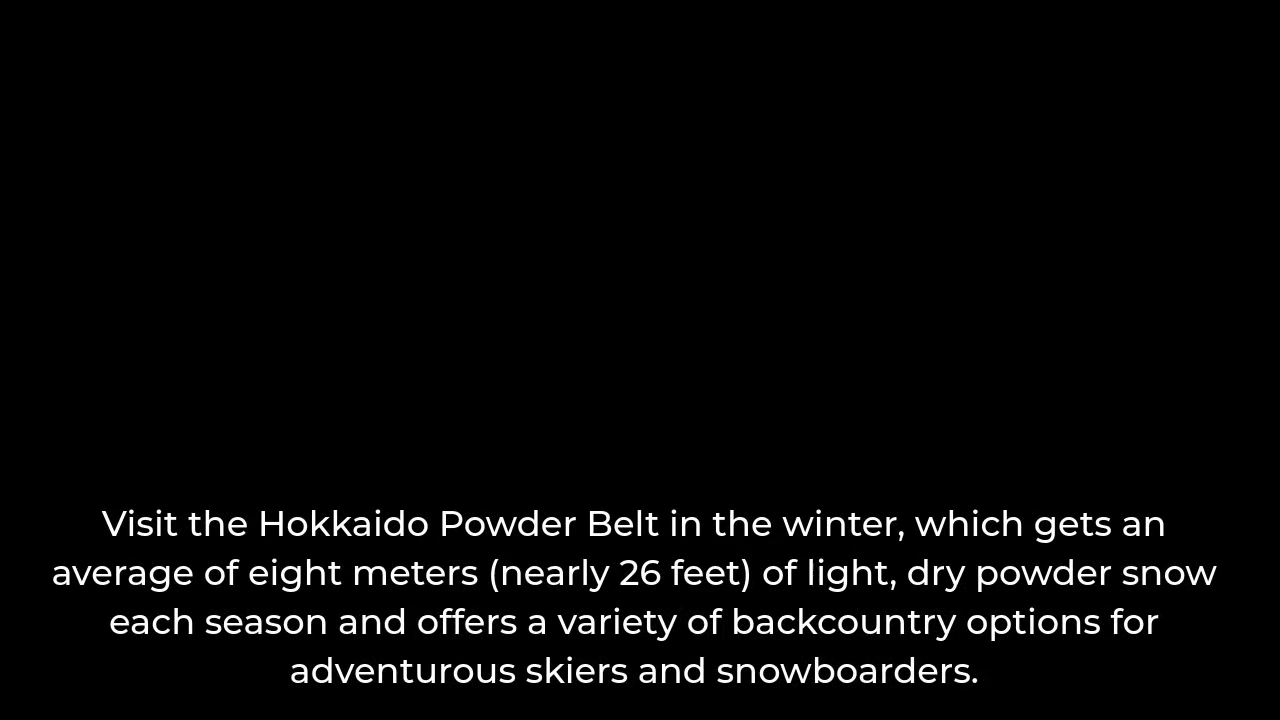 Visit the Hokkaido Powder Belt in the winter, which gets an
average of eight meters (nearly 26 feet) of light, dry powder snow
each season and offers a variety of backcountry options for
adventurous skiers and snowboarders.